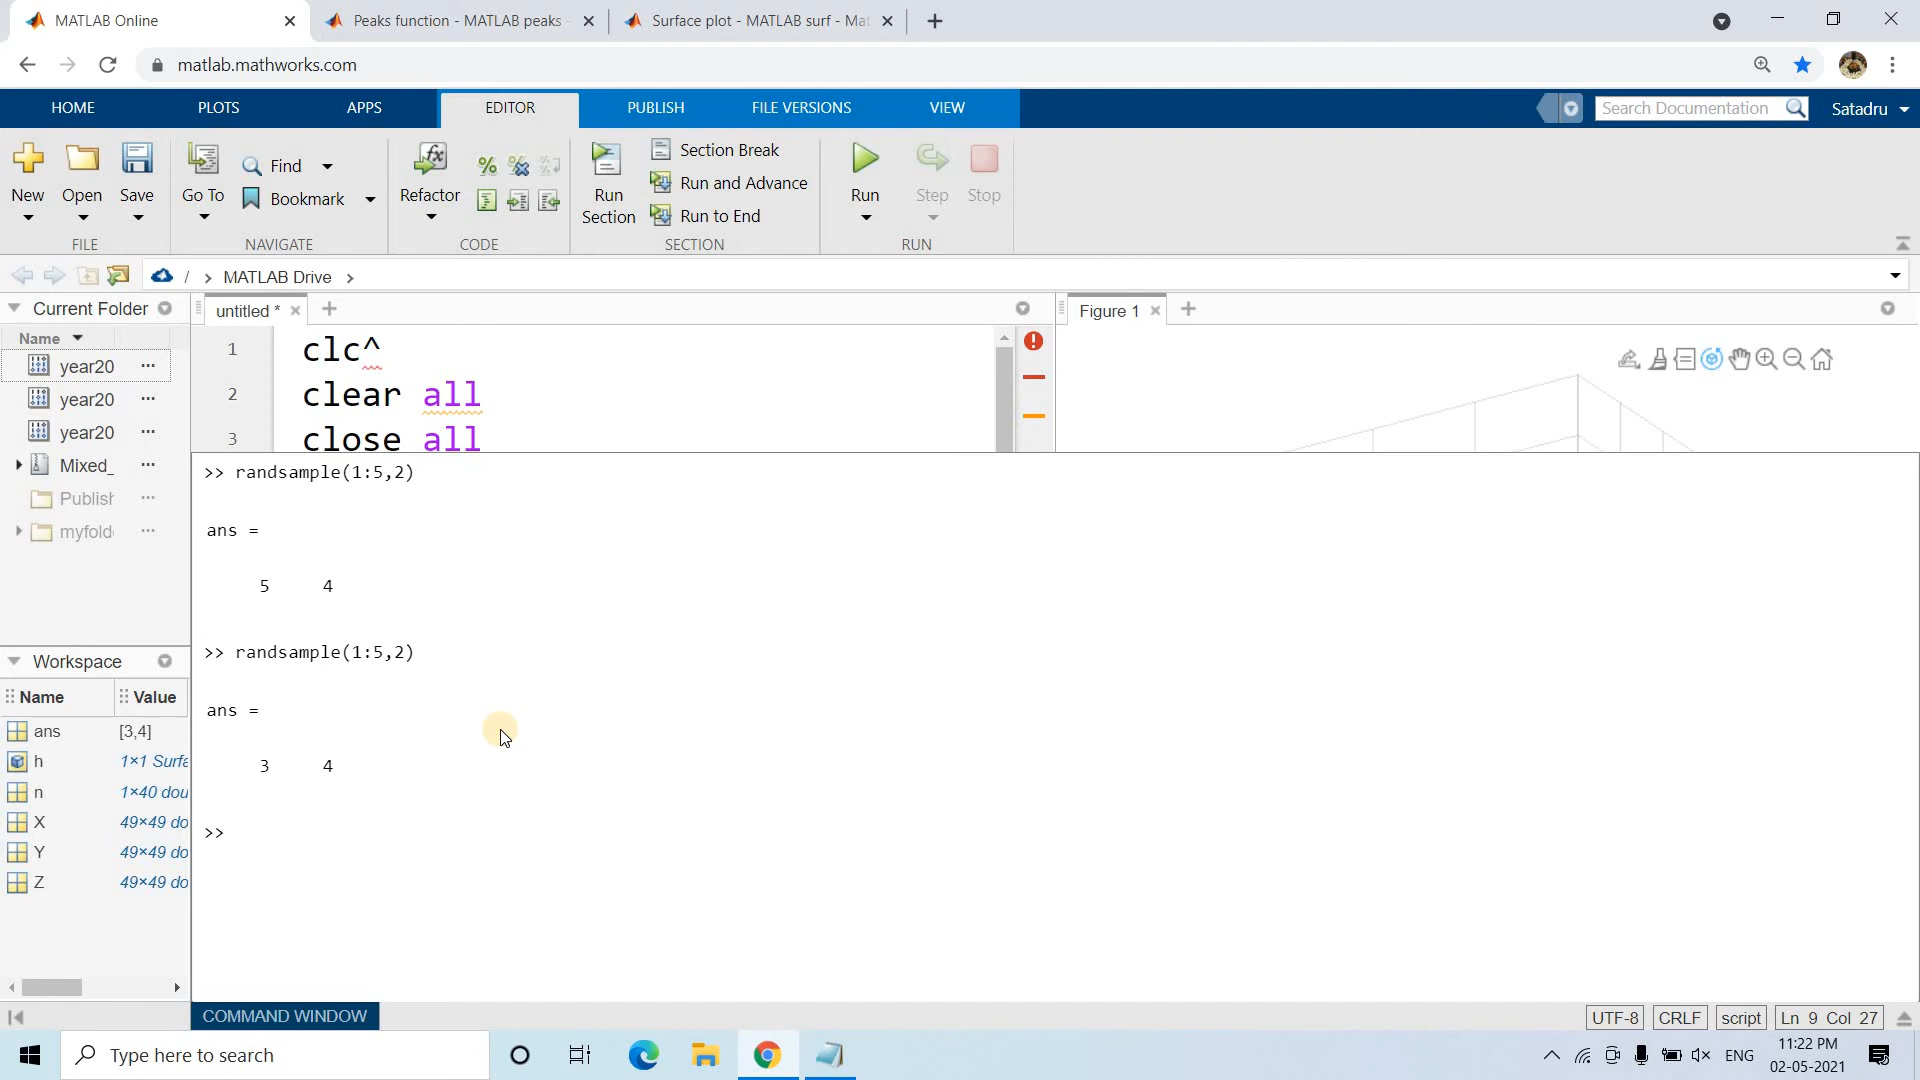 MATLAB Online
Peaks function - MATLAB peaks -
Surface plot - MATLAB surf - Mat
matlab.mathworks.com
HOME PLOTS APPS EDITOR PUBLISH FILE VERSIONS VIEW
Search Documentation
Satadru
New Open Save
Go To
Find
Bookmark
Refactor
Run Section
Section Break
Run and Advance
Run to End
Run Step Stop
FILE NAVIGATE CODE SECTION RUN
/ › MATLAB Drive ›
Current Folder
Name
year20
year20
year20
Mixed_
Publish
myfold
untitled *
Figure 1
1 clc^
2 clear all
3 close all
>> randsample(1:5,2)
ans =
5 4
>> randsample(1:5,2)
ans =
3 4
>>
Workspace
Name Value
ans [3,4]
h 1×1 Surfa
n 1×40 dou
X 49×49 do
Y 49×49 do
Z 49×49 do
COMMAND WINDOW
UTF-8 CRLF script Ln 9 Col 27
Type here to search
ENG
11:22 PM
02-05-2021